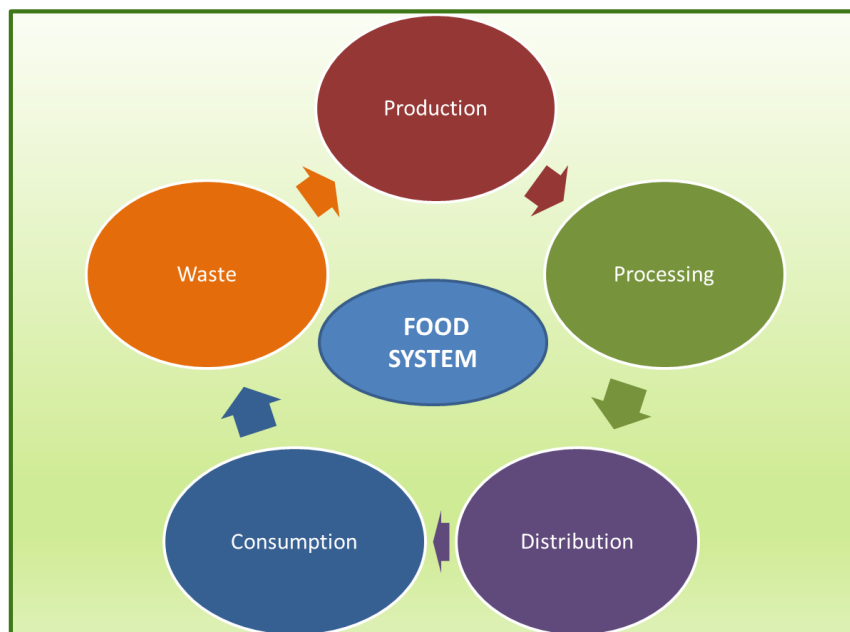 Production
Processing
Distribution
Consumption
Waste
FOOD
SYSTEM